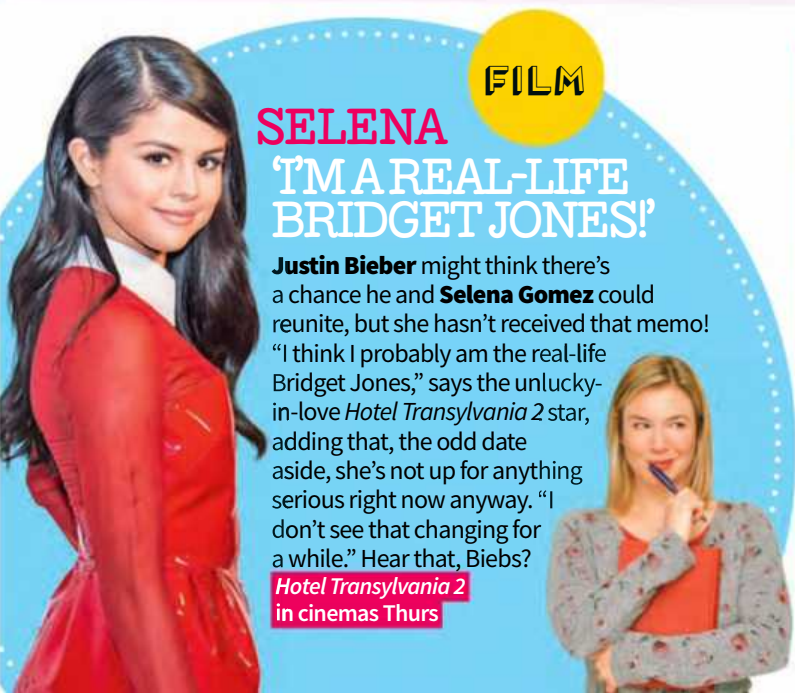 FILM
SELENA
‘I’M A REAL-LIFE
BRIDGET JONES!’
Justin Bieber might think there’s
a chance he and Selena Gomez could
reunite, but she hasn’t received that memo!
“I think I probably am the real-life
Bridget Jones,” says the unlucky-
in-love Hotel Transylvania 2 star,
adding that, the odd date
aside, she’s not up for anything
serious right now anyway. “I
don’t see that changing for
a while.” Hear that, Biebs?
Hotel Transylvania 2
in cinemas Thurs